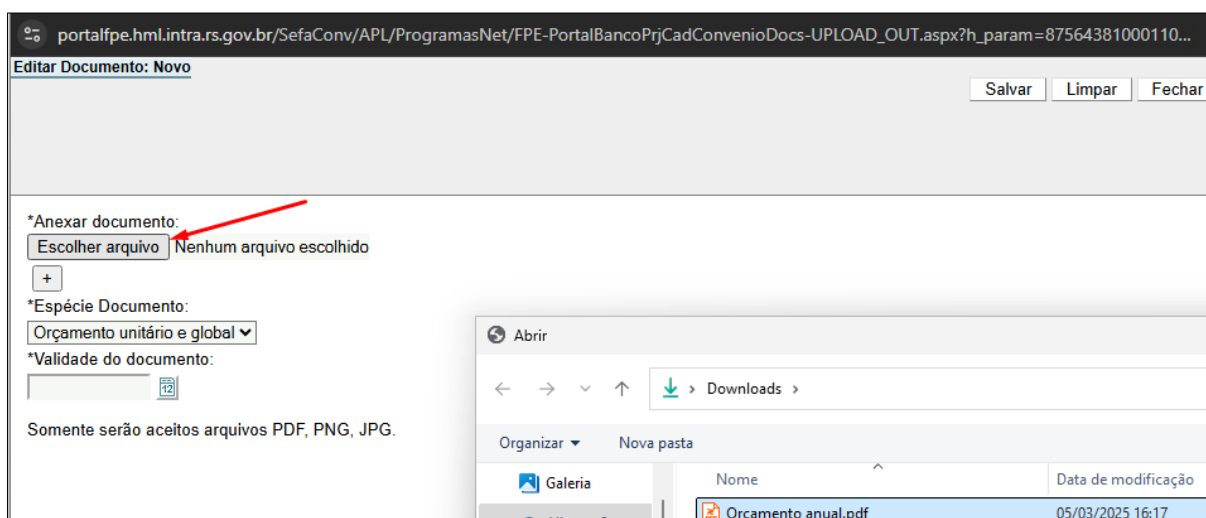 portalfpe.hml.intra.rs.gov.br/SefaConv/APL/ProgramasNet/FPE-PortalBancoPrjCadConvenioDocs-UPLOAD_OUT.aspx?h_param=87564381000110...
Editar Documento: Novo
Salvar Limpar Fechar
*Anexar documento:
Escolher arquivo Nenhum arquivo escolhido
+
*Espécie Documento:
Orçamento unitário e global
*Validade do documento:
12
Somente serão aceitos arquivos PDF, PNG, JPG.
Abrir
Downloads
Organizar Nova pasta
Galeria
Nome Data de modificação
Orcamento anual.pdf 05/03/2025 16:17